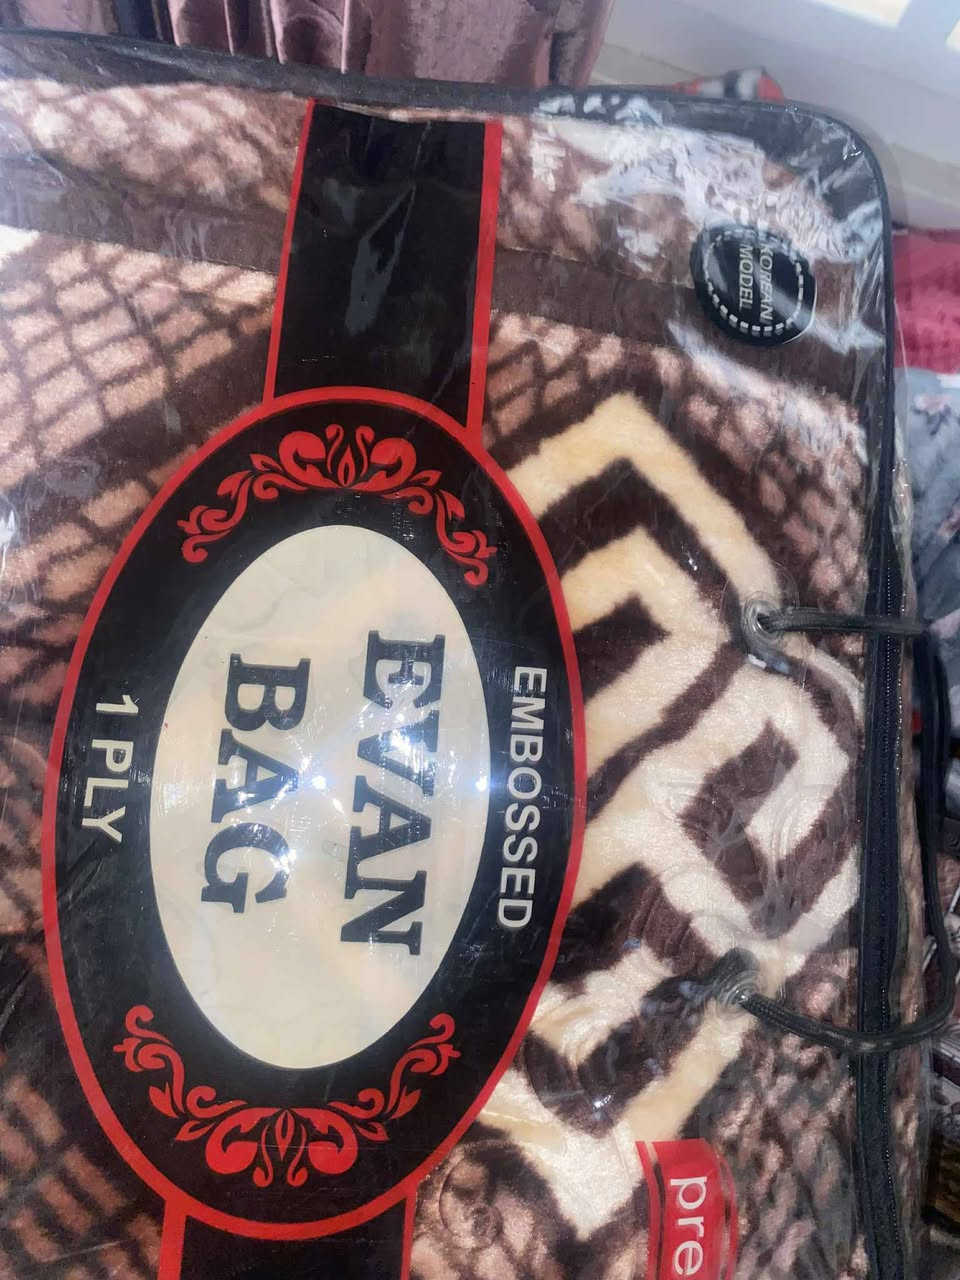 EMBOSSED
EVAN
BAG
1 PLY
KOREAN
MODEL
pre